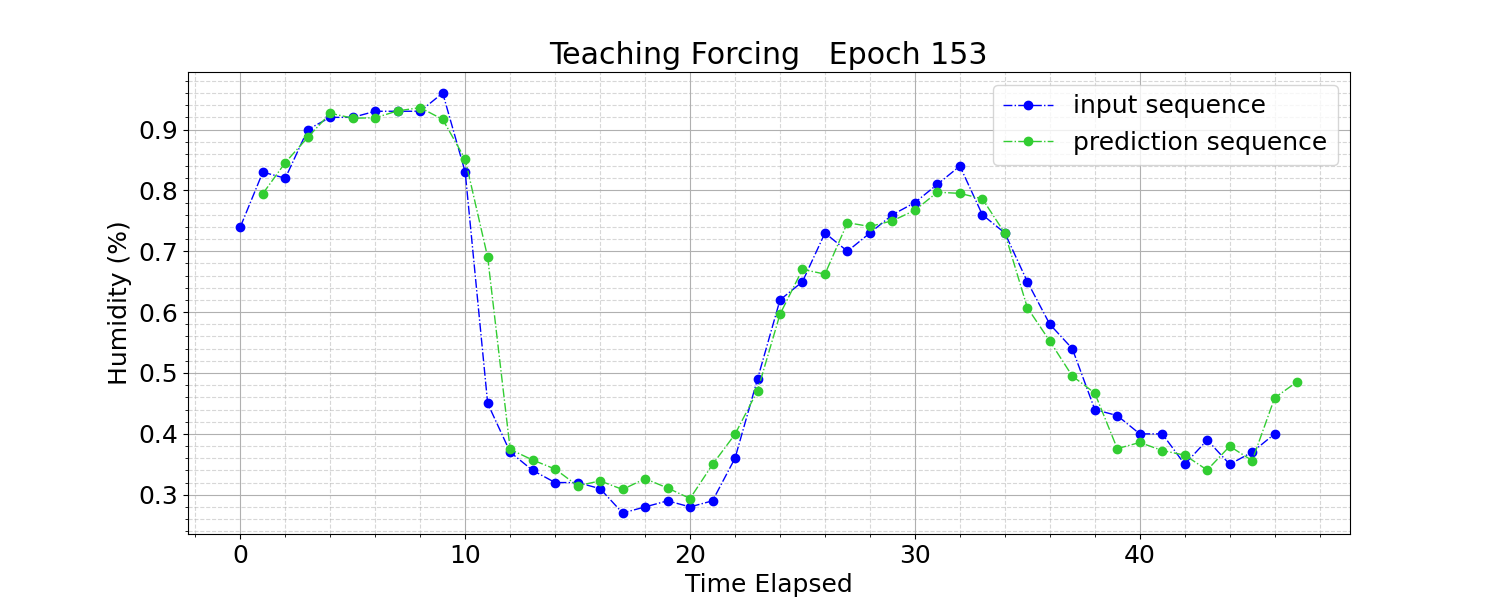 Teaching Forcing   Epoch 153
input sequence
prediction sequence
Humidity (%)
0.9
0.8
0.7
0.6
0.5
0.4
0.3
0 10 20 30 40
Time Elapsed